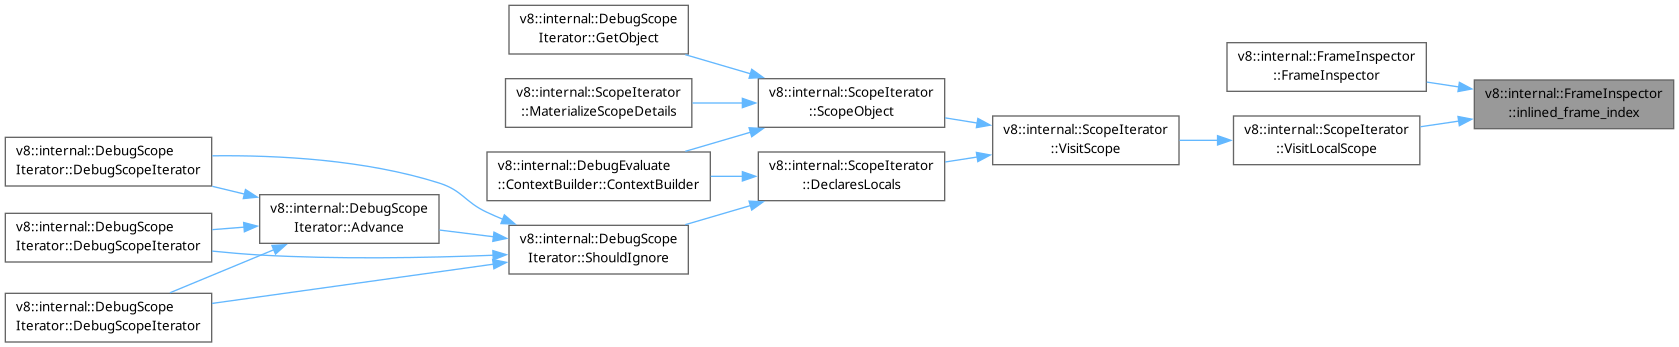 v8::internal::DebugScope
Iterator::GetObject
v8::internal::FrameInspector
::FrameInspector
v8::internal::ScopeIterator
::MaterializeScopeDetails
v8::internal::ScopeIterator
::ScopeObject
v8::internal::FrameInspector
::inlined_frame_index
v8::internal::ScopeIterator
::VisitScope
v8::internal::ScopeIterator
::VisitLocalScope
v8::internal::DebugScope
Iterator::DebugScopeIterator
v8::internal::DebugEvaluate
::ContextBuilder::ContextBuilder
v8::internal::ScopeIterator
::DeclaresLocals
v8::internal::DebugScope
Iterator::Advance
v8::internal::DebugScope
Iterator::DebugScopeIterator
v8::internal::DebugScope
Iterator::ShouldIgnore
v8::internal::DebugScope
Iterator::DebugScopeIterator